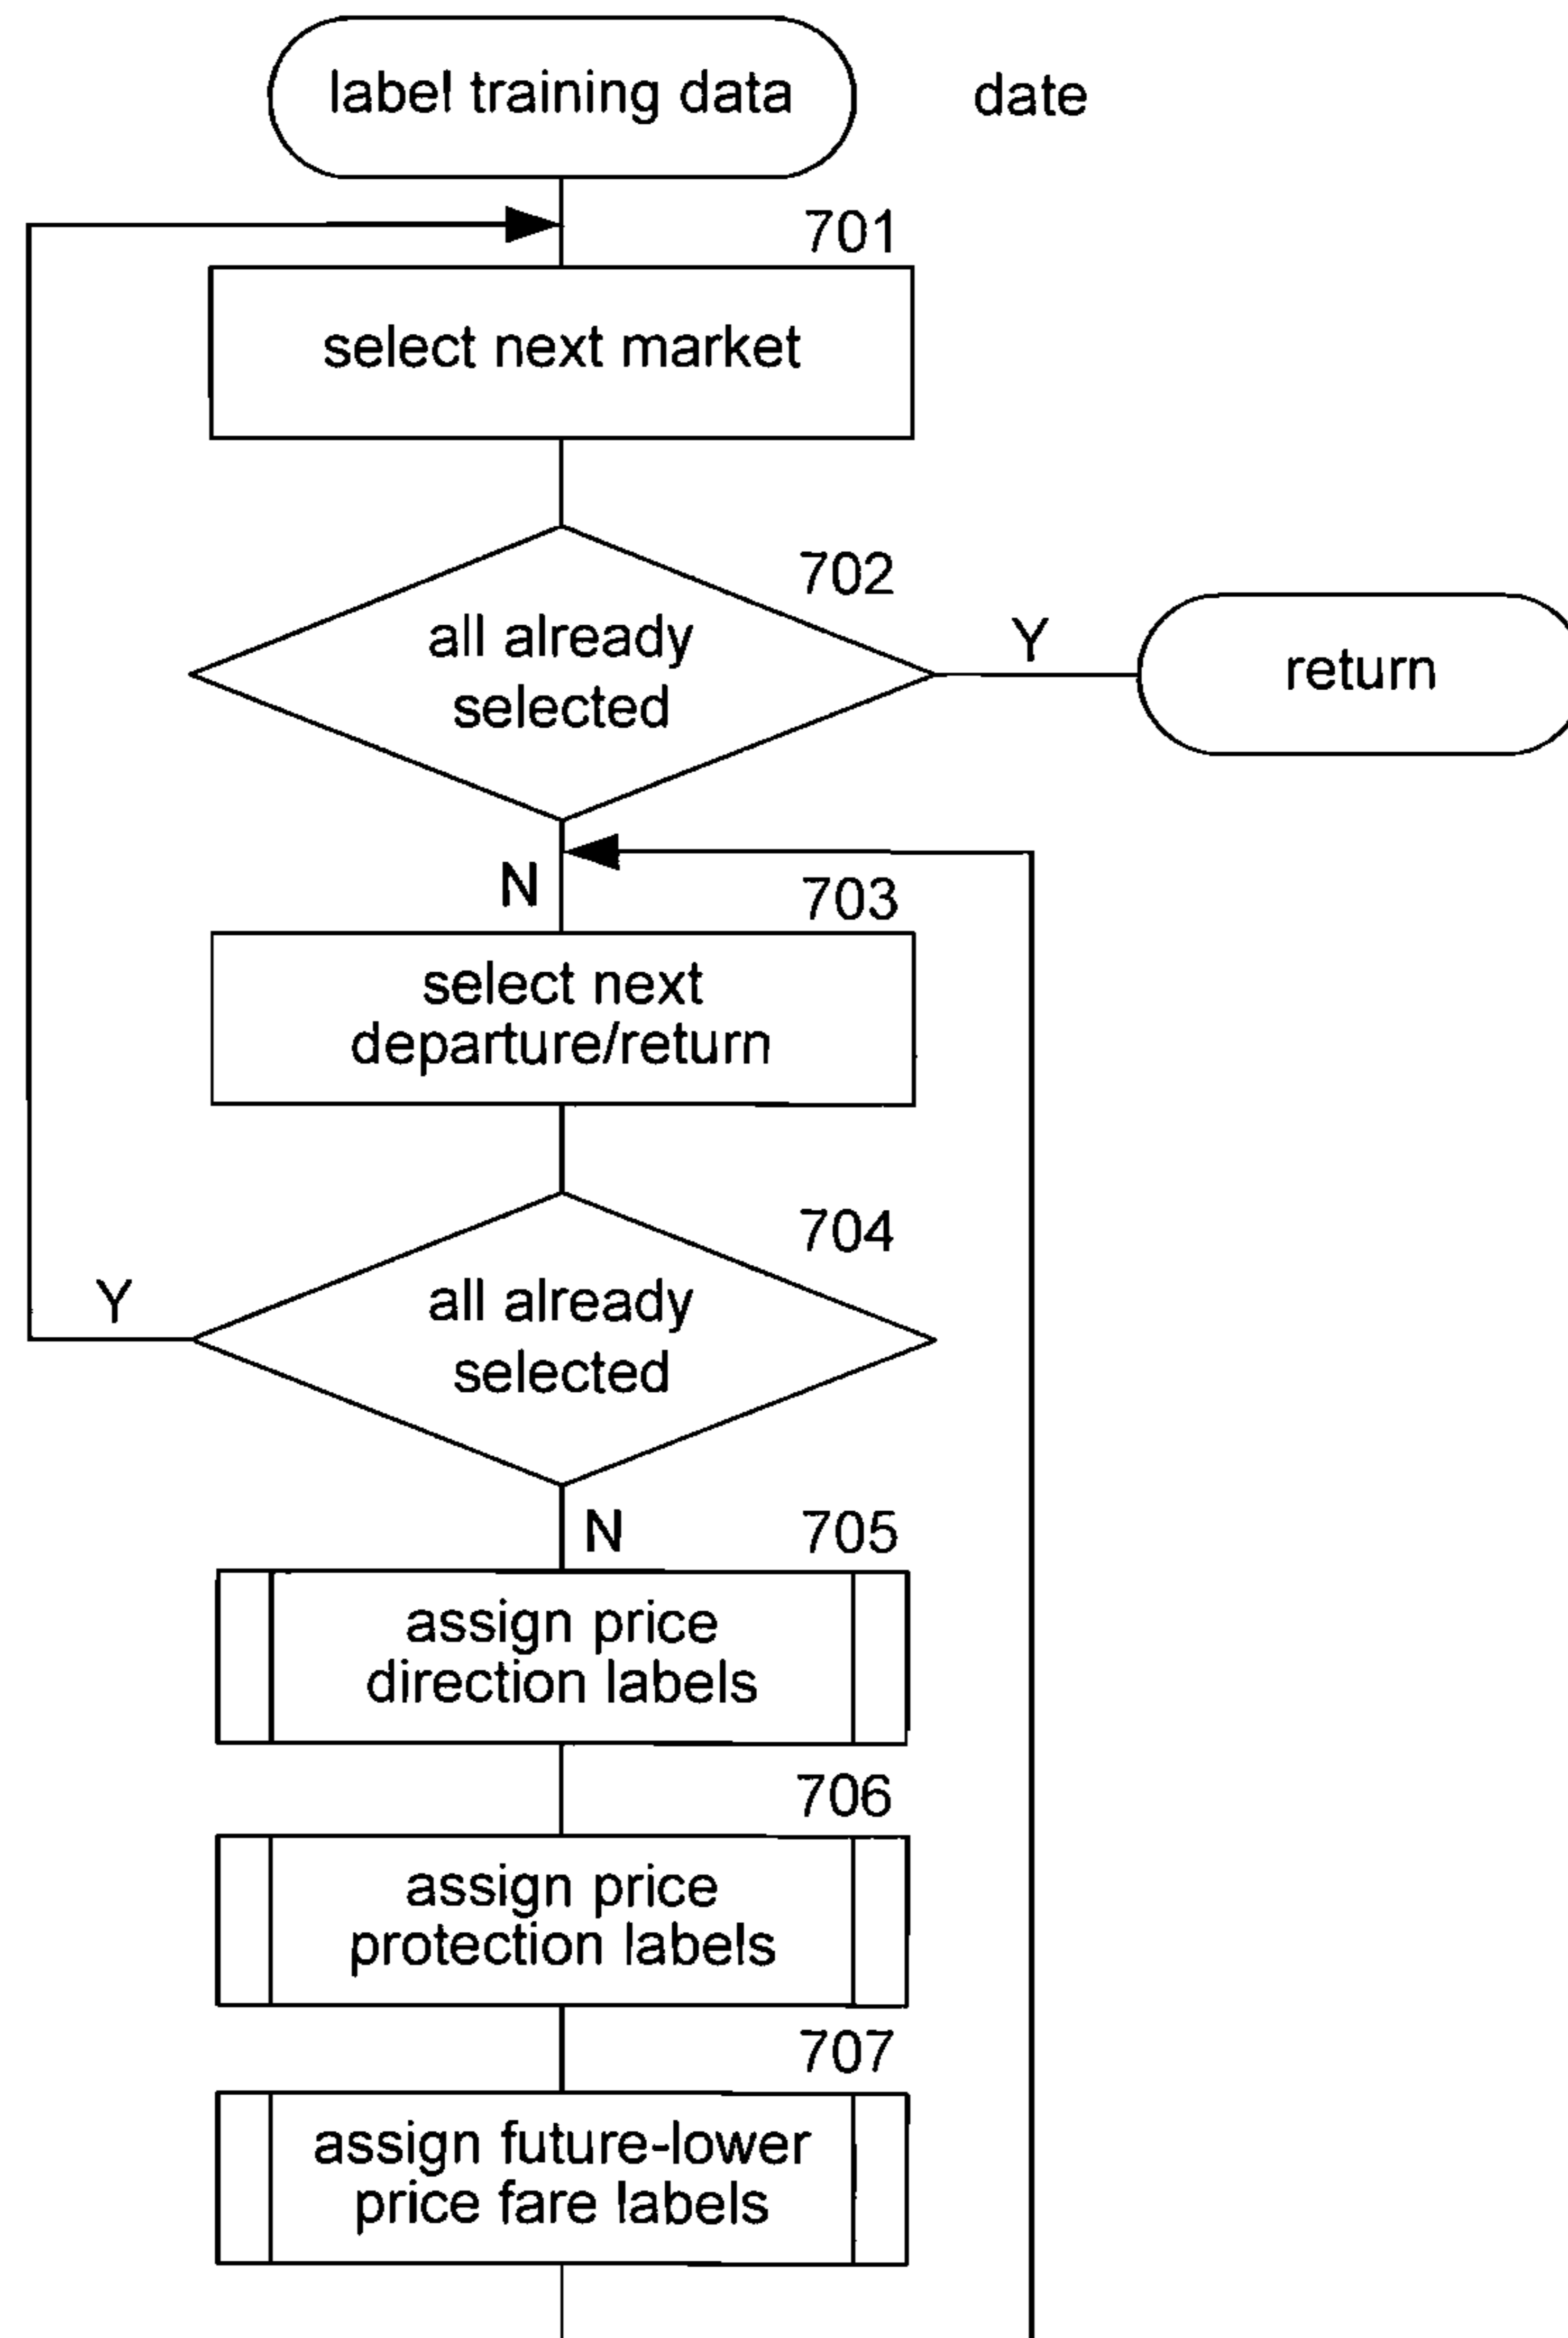 label training data
date
701
select next market
702
all already
selected
Y
return
N
703
select next
departure/return
704
all already
selected
Y
N
705
assign price
direction labels
706
assign price
protection labels
707
assign future-lower
price fare labels